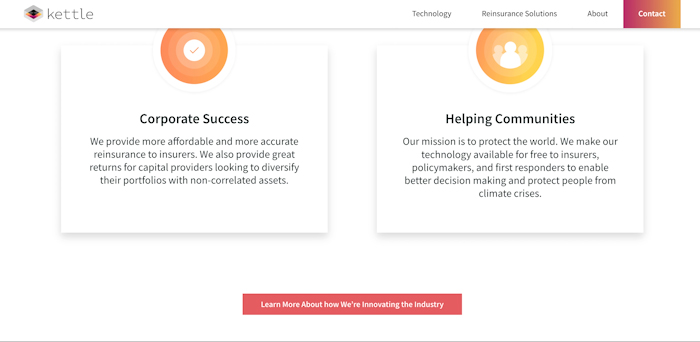 kettle
Technology
Reinsurance Solutions
About
Contact
Corporate Success
We provide more affordable and more accurate
reinsurance to insurers. We also provide great
returns for capital providers looking to diversify
their portfolios with non-correlated assets.
Helping Communities
Our mission is to protect the world. We make our
technology available for free to insurers,
policymakers, and first responders to enable
better decision making and protect people from
climate crises.
Learn More About how We're Innovating the Industry